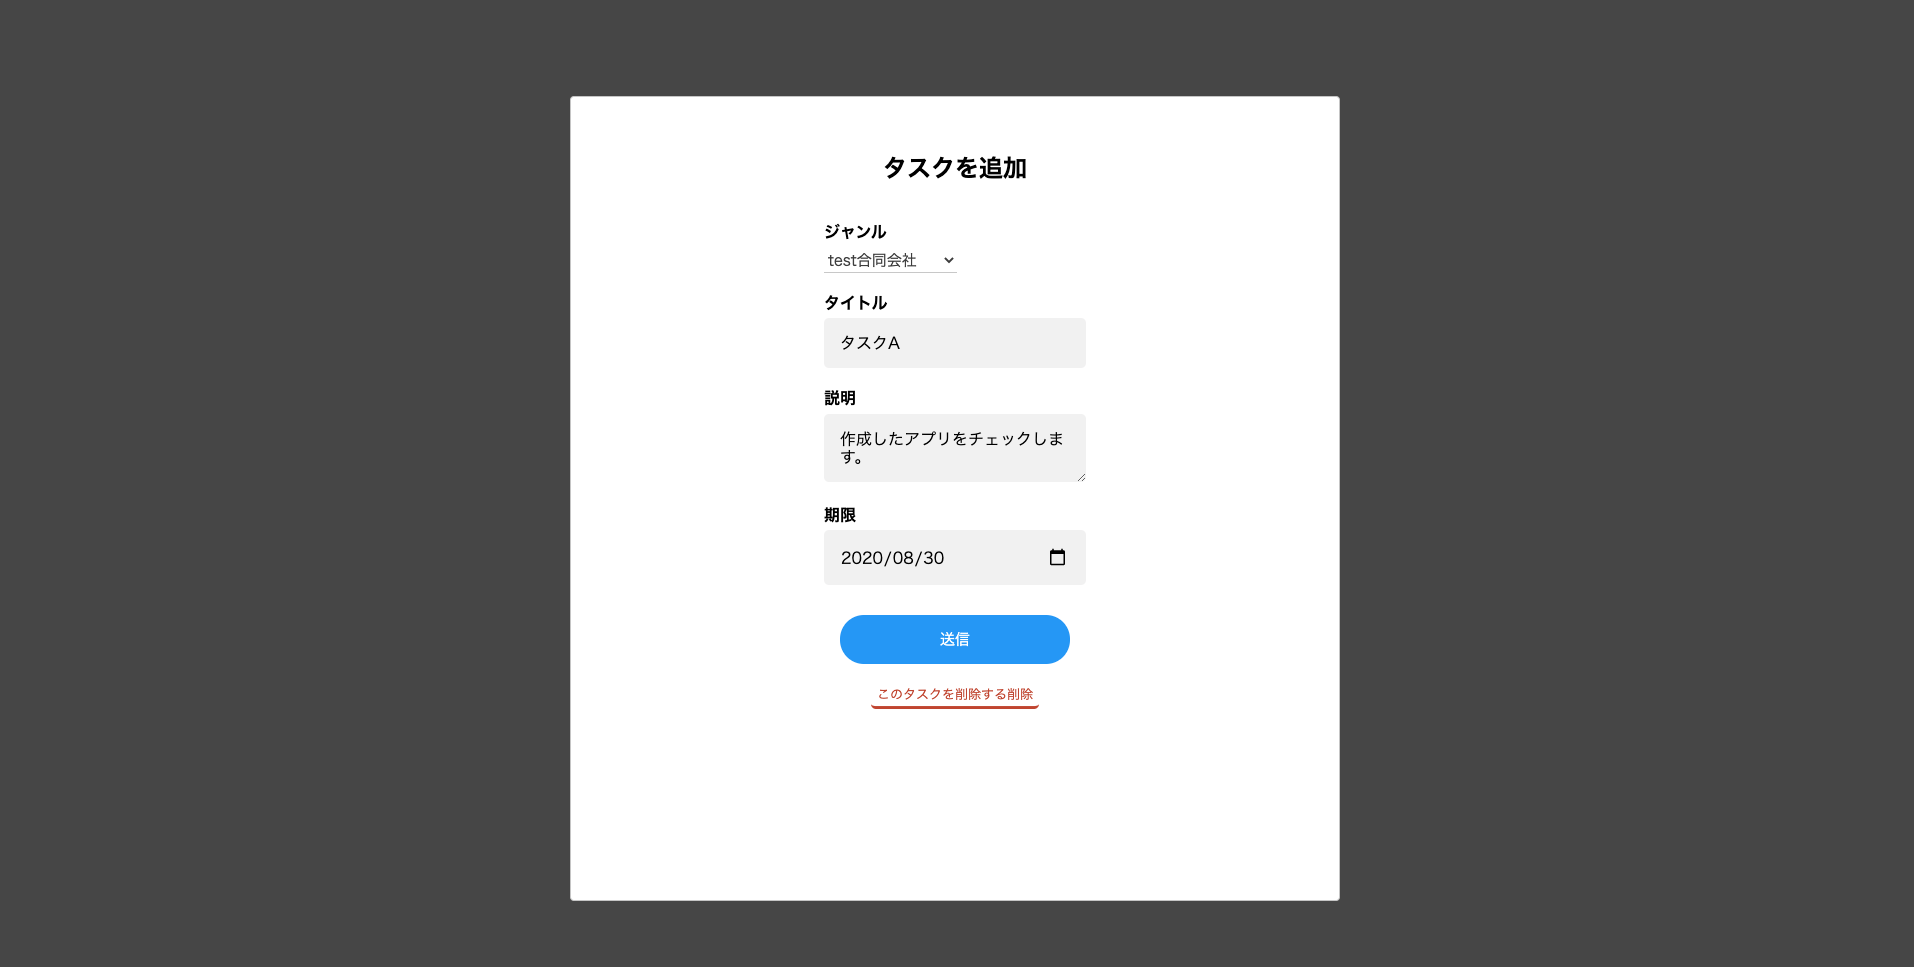 タスクを追加
ジャンル
test合同会社
タイトル
タスクA
説明
作成したアプリをチェックしま
す。
期限
2020/08/30
送信
このタスクを削除する削除